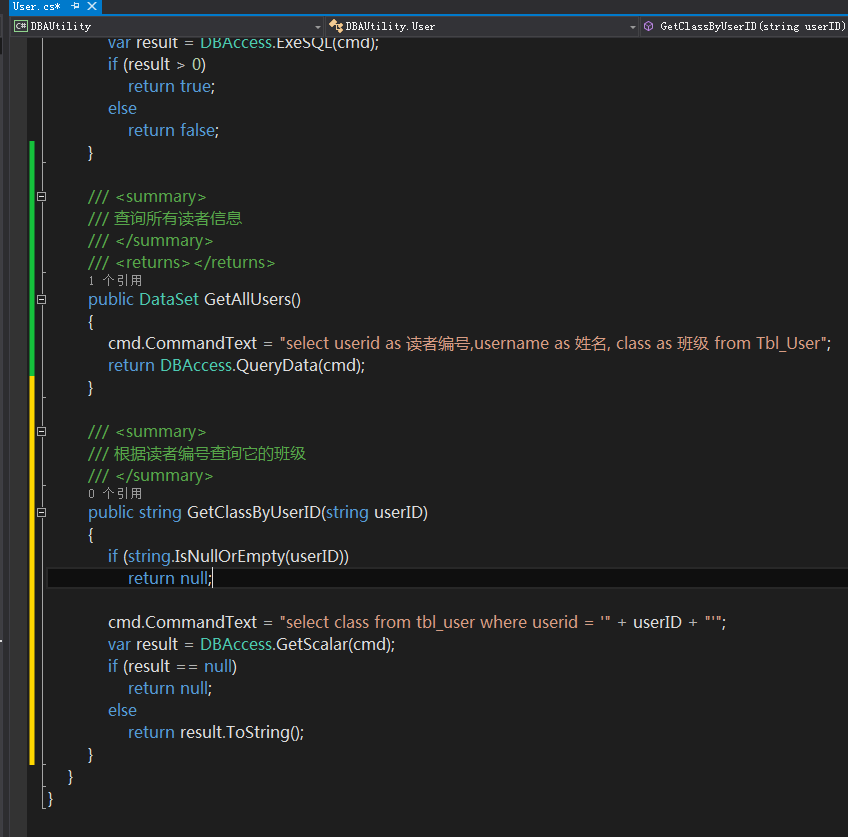 User.cs*
C# DBAUtility DBAUtility.User GetClassByUserID(string userID)
var result = DBAccess.ExeSQL(cmd);
if (result > 0)
return true;
else
return false;
}
/// <summary>
/// 查询所有读者信息
/// </summary>
/// <returns></returns>
1 个引用
public DataSet GetAllUsers()
{
cmd.CommandText = "select userid as 读者编号,username as 姓名, class as 班级 from Tbl_User";
return DBAccess.QueryData(cmd);
}
/// <summary>
/// 根据读者编号查询它的班级
/// </summary>
0 个引用
public string GetClassByUserID(string userID)
{
if (string.IsNullOrEmpty(userID))
return null;
cmd.CommandText = "select class from tbl_user where userid = '" + userID + "'";
var result = DBAccess.GetScalar(cmd);
if (result == null)
return null;
else
return result.ToString();
}
}
}